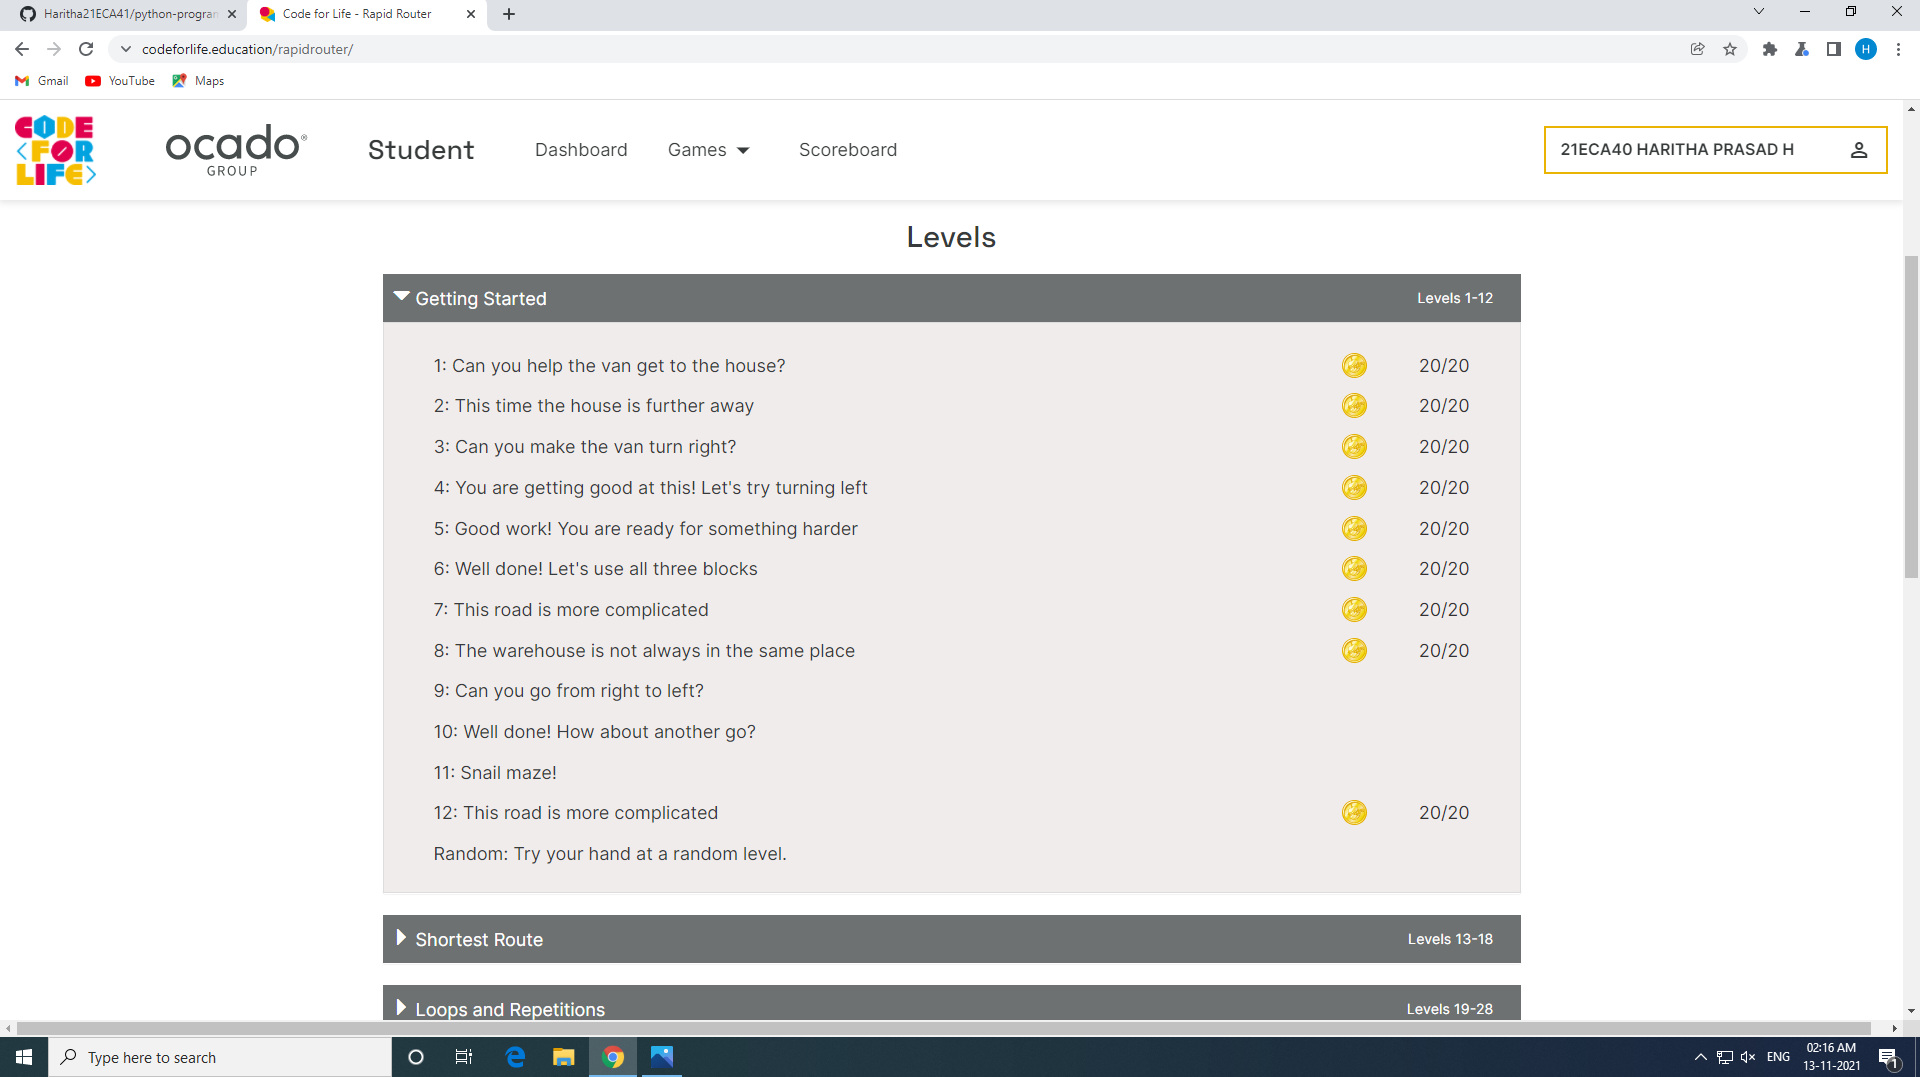 Haritha21ECA41/python-program
Code for Life - Rapid Router
codeforlife.education/rapidrouter/
H
Gmail
YouTube
Maps
CODE
<FOR
LIFE>
ocado®
GROUP
Student
Dashboard
Games
Scoreboard
21ECA40 HARITHA PRASAD H
Levels
Getting Started
Levels 1-12
1: Can you help the van get to the house?
20/20
2: This time the house is further away
20/20
3: Can you make the van turn right?
20/20
4: You are getting good at this! Let's try turning left
20/20
5: Good work! You are ready for something harder
20/20
6: Well done! Let's use all three blocks
20/20
7: This road is more complicated
20/20
8: The warehouse is not always in the same place
20/20
9: Can you go from right to left?
10: Well done! How about another go?
11: Snail maze!
12: This road is more complicated
20/20
Random: Try your hand at a random level.
Shortest Route
Levels 13-18
Loops and Repetitions
Levels 19-28
Type here to search
ENG
02:16 AM
13-11-2021
1